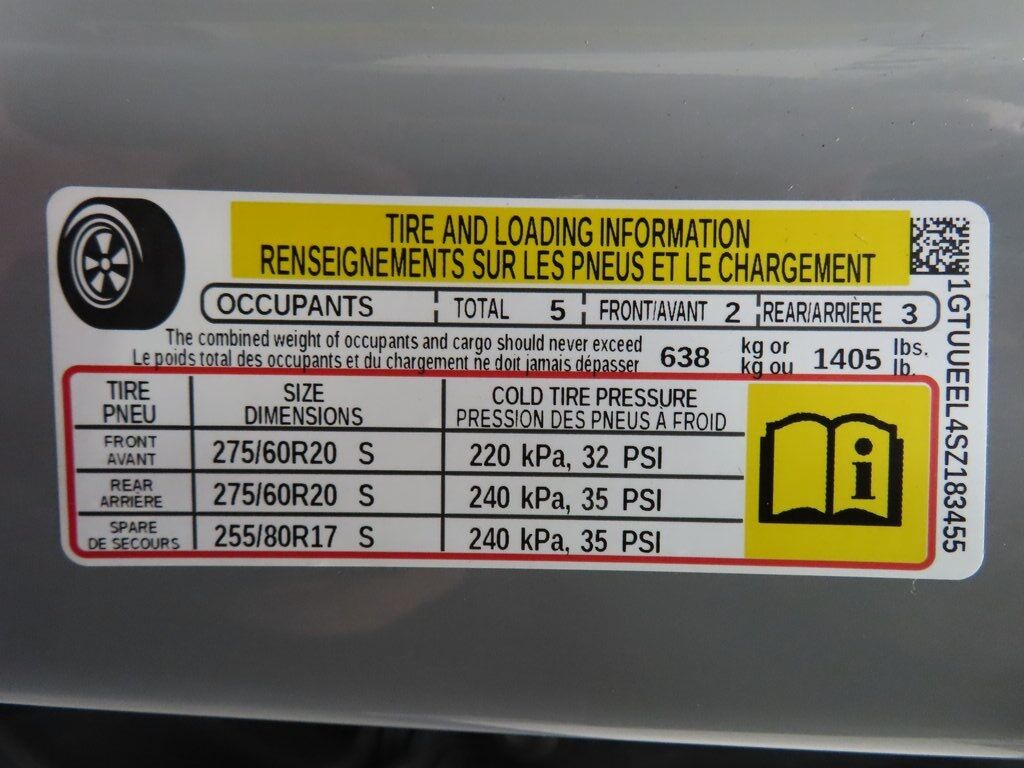 TIRE AND LOADING INFORMATION
RENSEIGNEMENTS SUR LES PNEUS ET LE CHARGEMENT
OCCUPANTS TOTAL 5 FRONT/AVANT 2 REAR/ARRIÈRE 3
The combined weight of occupants and cargo should never exceed 638 kg or 1405 lbs.
Le poids total des occupants et du chargement ne doit jamais dépasser kg ou lb.
TIRE SIZE COLD TIRE PRESSURE
PNEU DIMENSIONS PRESSION DES PNEUS À FROID
FRONT
AVANT 275/60R20 S 220 kPa, 32 PSI
REAR
ARRIÈRE 275/60R20 S 240 kPa, 35 PSI
SPARE
DE SECOURS 255/80R17 S 240 kPa, 35 PSI
i
1GTUUEEL4SZ183455